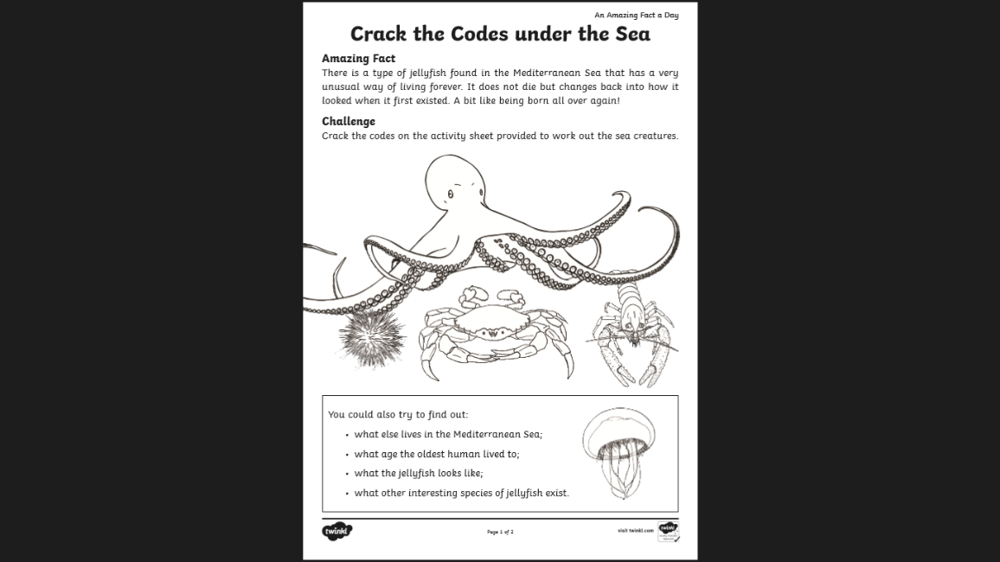 An Amazing Fact a Day
Crack the Codes under the Sea
Amazing Fact
There is a type of jellyfish found in the Mediterranean Sea that has a very
unusual way of living forever. It does not die but changes back into how it
looked when it first existed. A bit like being born all over again!
Challenge
Crack the codes on the activity sheet provided to work out the sea creatures.
You could also try to find out:
• what else lives in the Mediterranean Sea;
• what age the oldest human lived to;
• what the jellyfish looks like;
• what other interesting species of jellyfish exist.
twinkl
Page 1 of 2
visit twinkl.com
twinkl